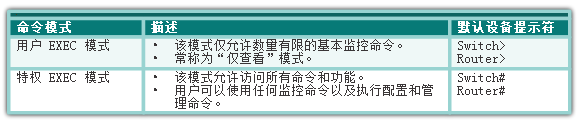 命令模式 描述 默认设备提示符
用户 EXEC 模式 • 该模式仅允许数量有限的基本监控命令。 Switch>
• 常称为“仅查看”模式。 Router>
特权 EXEC 模式 • 该模式允许访问所有命令和功能。 Switch#
• 用户可以使用任何监控命令以及执行配置和管 Router#
理命令。